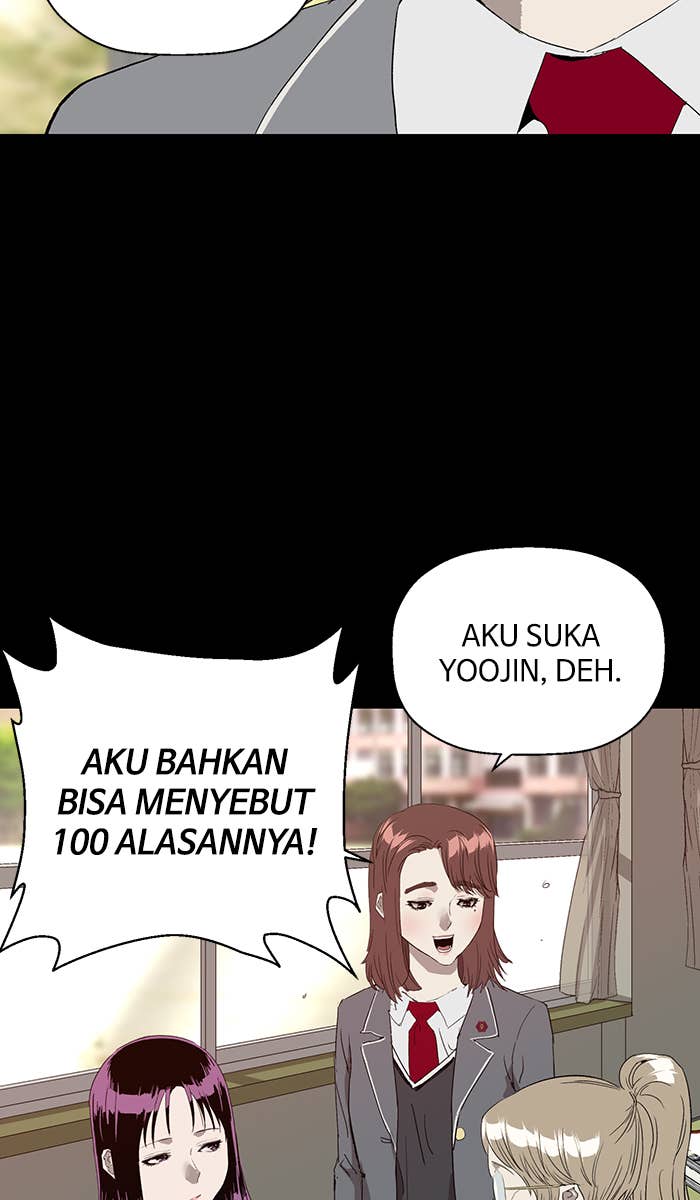 AKU SUKA
YOOJIN, DEH.
AKU BAHKAN
BISA MENYEBUT
100 ALASANNYA!